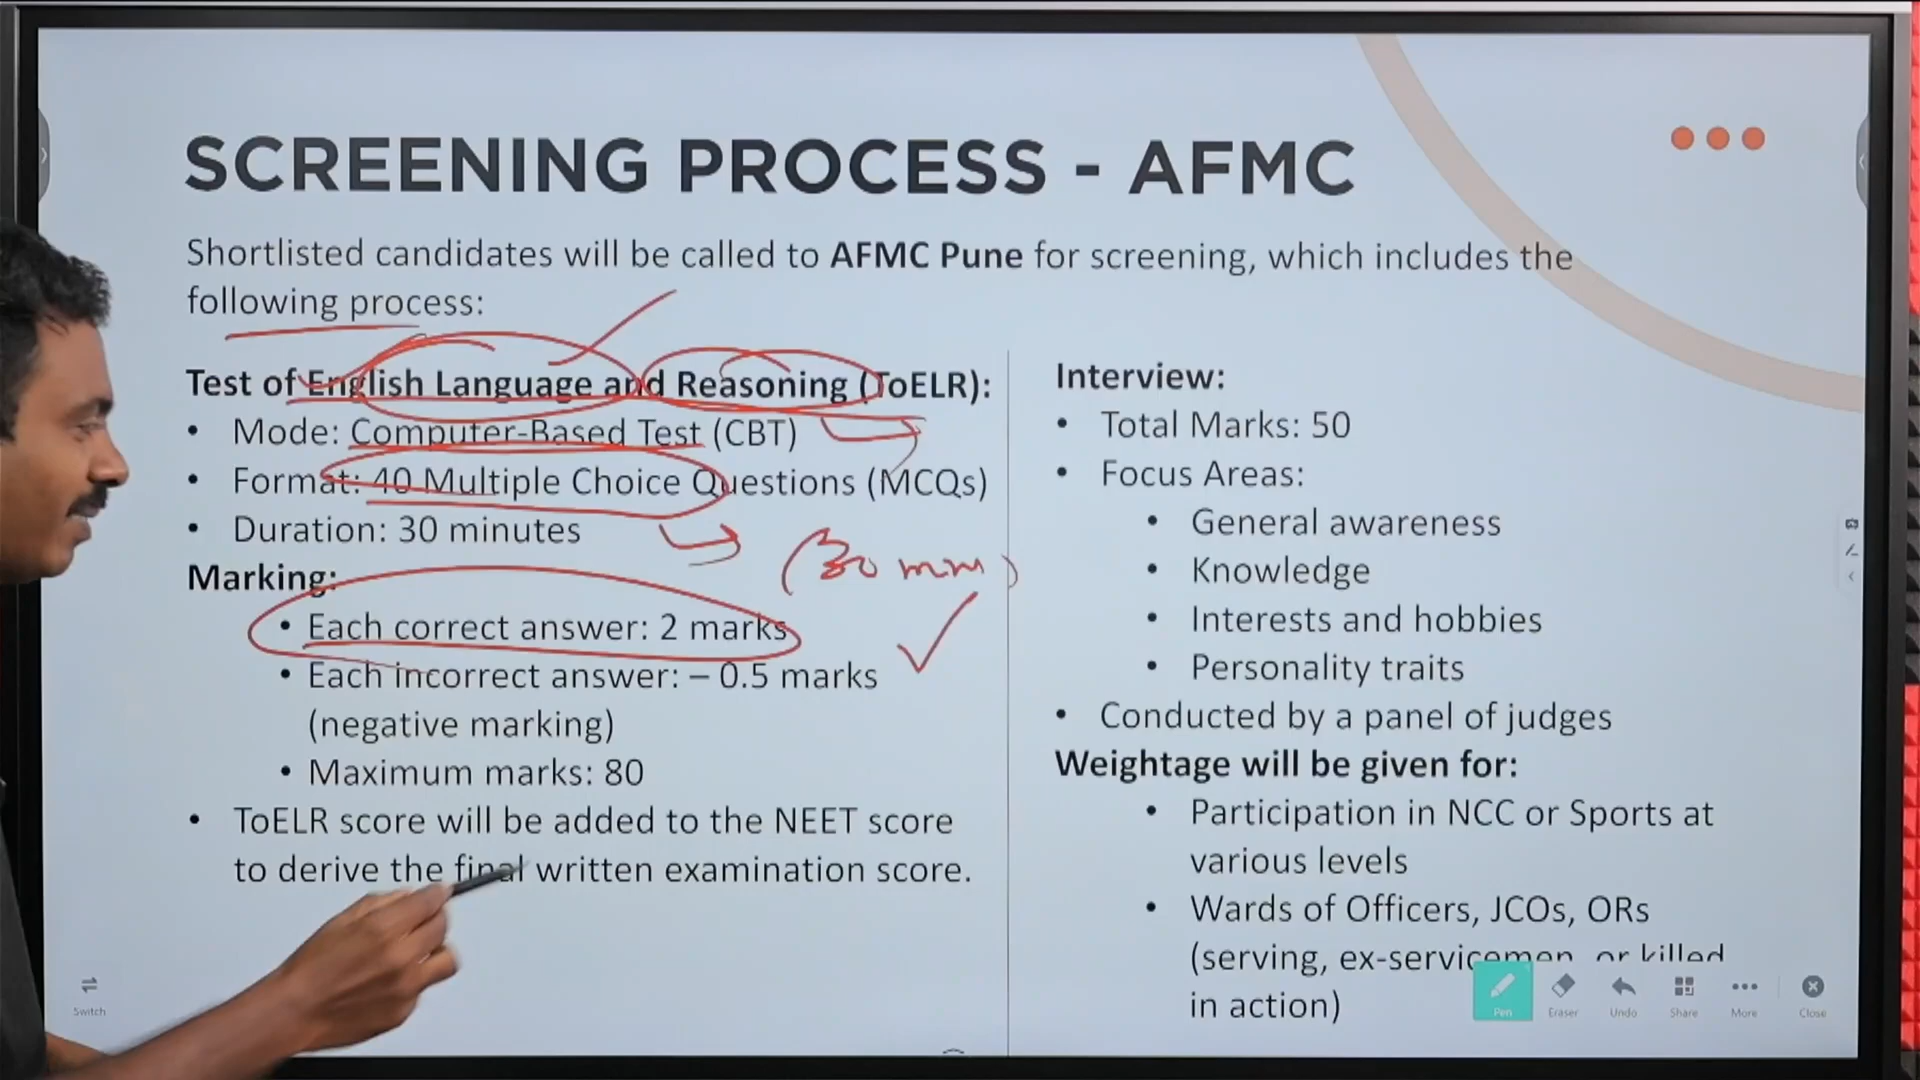 SCREENING PROCESS - AFMC
Shortlisted candidates will be called to AFMC Pune for screening, which includes the
following process:
Test of English Language and Reasoning (ToELR):
• Mode: Computer-Based Test (CBT)
• Format: 40 Multiple Choice Questions (MCQs)
• Duration: 30 minutes
(30 min)
Marking:
• Each correct answer: 2 marks
• Each incorrect answer: – 0.5 marks
(negative marking)
• Maximum marks: 80
• ToELR score will be added to the NEET score
to derive the final written examination score.
Interview:
• Total Marks: 50
• Focus Areas:
• General awareness
• Knowledge
• Interests and hobbies
• Personality traits
• Conducted by a panel of judges
Weightage will be given for:
• Participation in NCC or Sports at
various levels
• Wards of Officers, JCOs, ORs
(serving, ex-servicemen, or killed
in action)
Switch
Pen Eraser Undo Share More Close